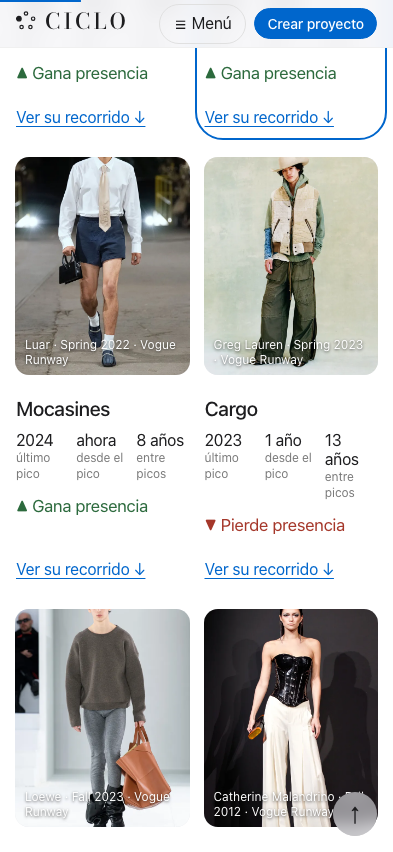 CICLO
≡ Menú
Crear proyecto
▲ Gana presencia
▲ Gana presencia
Ver su recorrido ↓
Ver su recorrido ↓
Luar · Spring 2022 · Vogue
Runway
Greg Lauren · Spring 2023
· Vogue Runway
Mocasines
2024
último
pico
ahora
desde el
pico
8 años
entre
picos
▲ Gana presencia
Ver su recorrido ↓
Cargo
2023
último
pico
1 año
desde el
pico
13
años
entre
picos
▼ Pierde presencia
Ver su recorrido ↓
Loewe · Fall 2023 · Vogue
Runway
Catherine Malandrino ·
2012 · Vogue Runway
↑